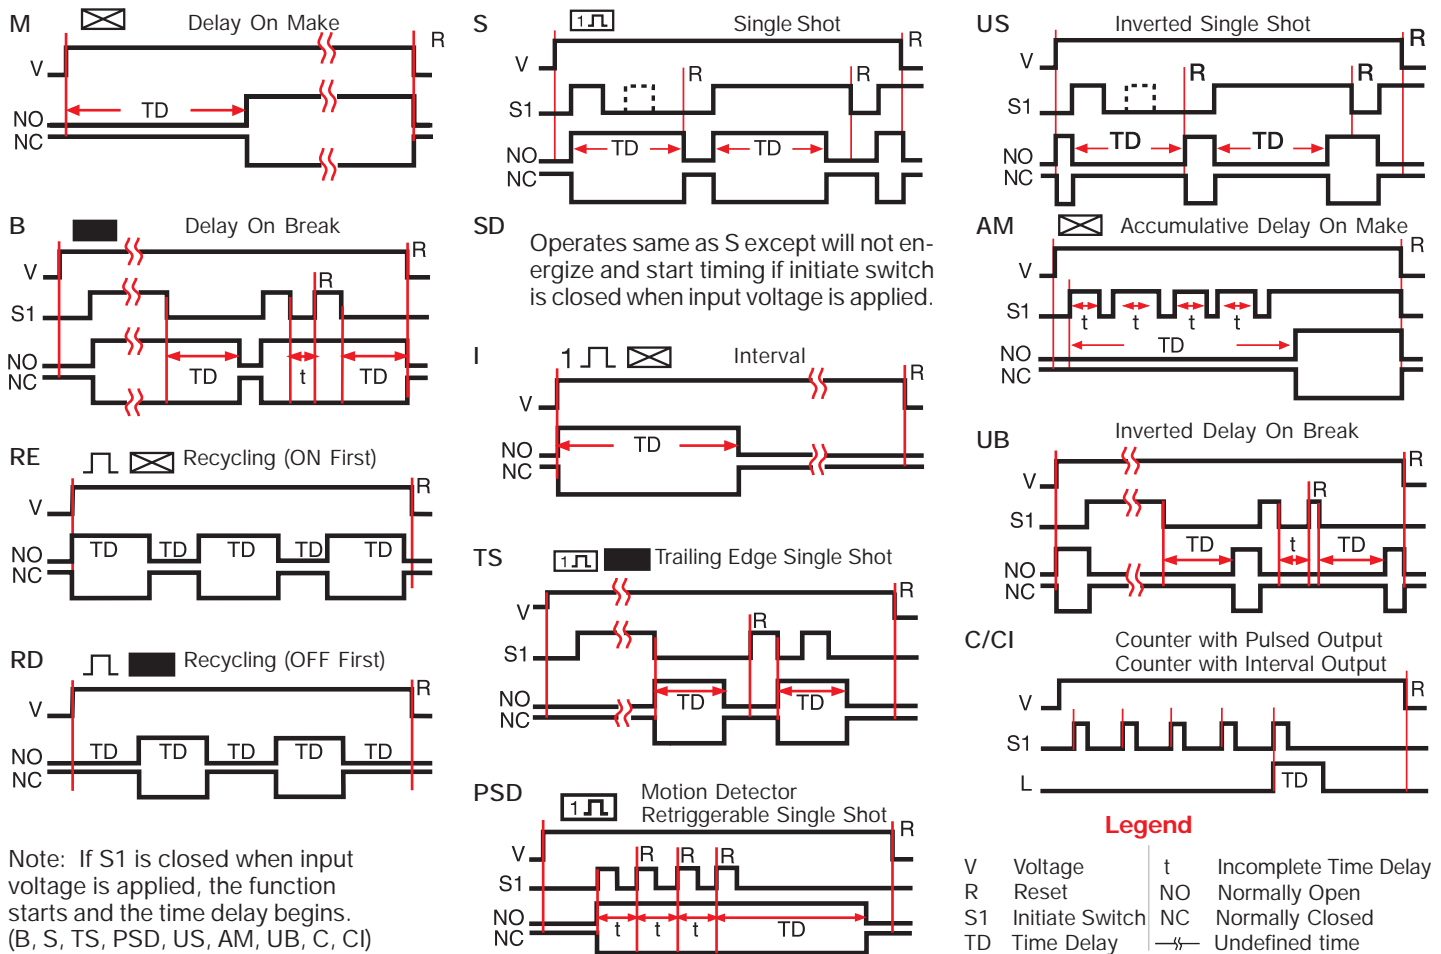 M Delay On Make
R
V
TD
NO
NC
B Delay On Break
R
V
R
S1
NO
NC
TD t TD
RE Recycling (ON First)
R
V
NO
NC
TD TD TD TD TD
RD Recycling (OFF First)
R
V
NO
NC
TD TD TD TD TD
Note: If S1 is closed when input
voltage is applied, the function
starts and the time delay begins.
(B, S, TS, PSD, US, AM, UB, C, CI)
S 1 Single Shot
R
V
R R
S1
NO
NC
TD TD
SD
Operates same as S except will not en-
ergize and start timing if initiate switch
is closed when input voltage is applied.
I 1 Interval
R
V
TD
NO
NC
TS 1 Trailing Edge Single Shot
R
V
R
S1
NO
NC
TD TD
PSD 1 Motion Detector
Retriggerable Single Shot
R
V
R R R
S1
NO
NC
t t t TD
US Inverted Single Shot
R
V
R R
S1
NO
NC
TD TD
AM Accumulative Delay On Make
R
V
S1
t t t t
TD
NO
NC
UB Inverted Delay On Break
R
V
R
S1
TD t TD
NO
NC
C/CI Counter with Pulsed Output
Counter with Interval Output
R
V
S1
L TD
Legend
V Voltage t Incomplete Time Delay
R Reset NO Normally Open
S1 Initiate Switch NC Normally Closed
TD Time Delay Undefined time